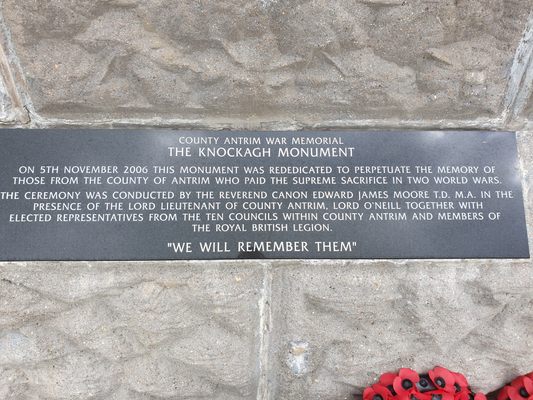 COUNTY ANTRIM WAR MEMORIAL
THE KNOCKAGH MONUMENT
ON 5TH NOVEMBER 2006 THIS MONUMENT WAS REDEDICATED TO PERPETUATE THE MEMORY OF
THOSE FROM THE COUNTY OF ANTRIM WHO PAID THE SUPREME SACRIFICE IN TWO WORLD WARS.
THE CEREMONY WAS CONDUCTED BY THE REVEREND CANON EDWARD JAMES MOORE T.D. M.A. IN THE
PRESENCE OF THE LORD LIEUTENANT OF COUNTY ANTRIM, LORD O'NEILL TOGETHER WITH
ELECTED REPRESENTATIVES FROM THE TEN COUNCILS WITHIN COUNTY ANTRIM AND MEMBERS OF
THE ROYAL BRITISH LEGION.
"WE WILL REMEMBER THEM"